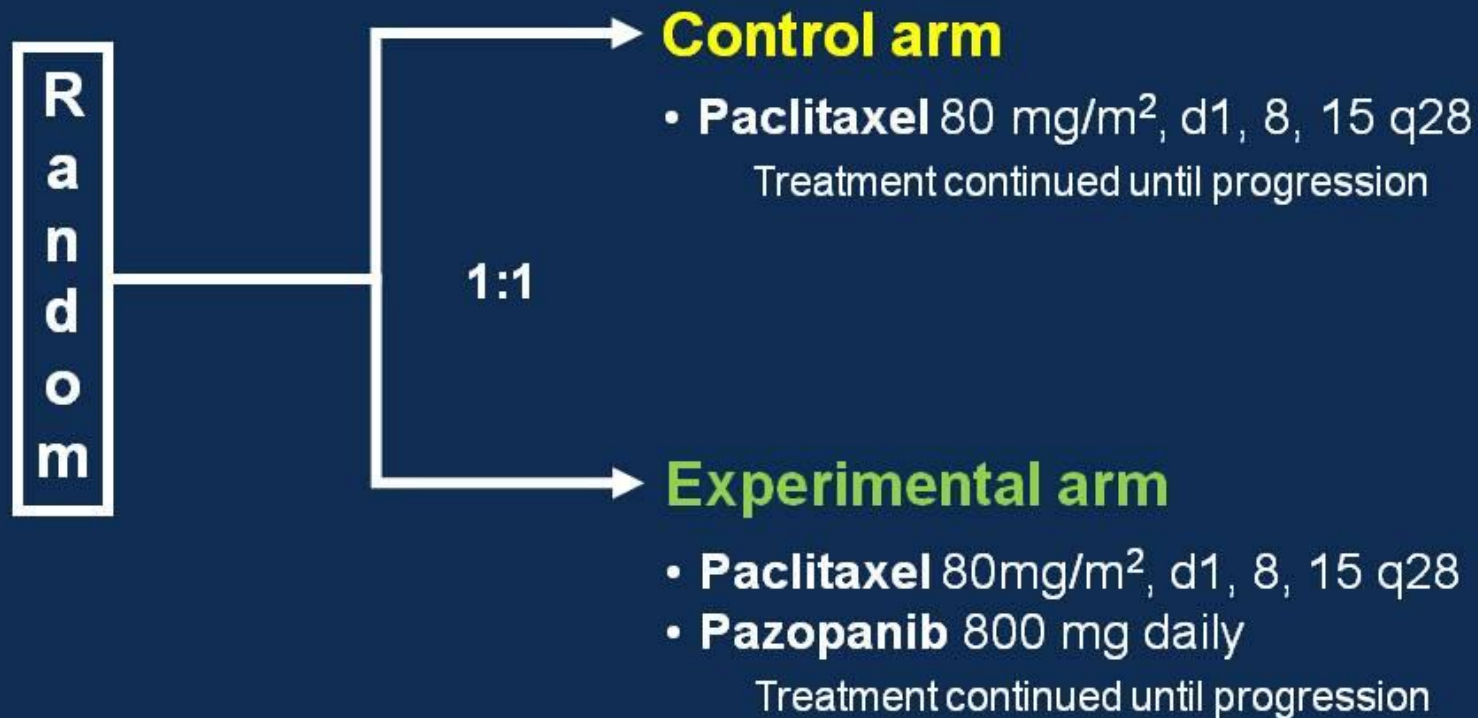 Random
Control arm
• Paclitaxel 80 mg/m², d1, 8, 15 q28
Treatment continued until progression
1:1
Experimental arm
• Paclitaxel 80mg/m², d1, 8, 15 q28
• Pazopanib 800 mg daily
Treatment continued until progression